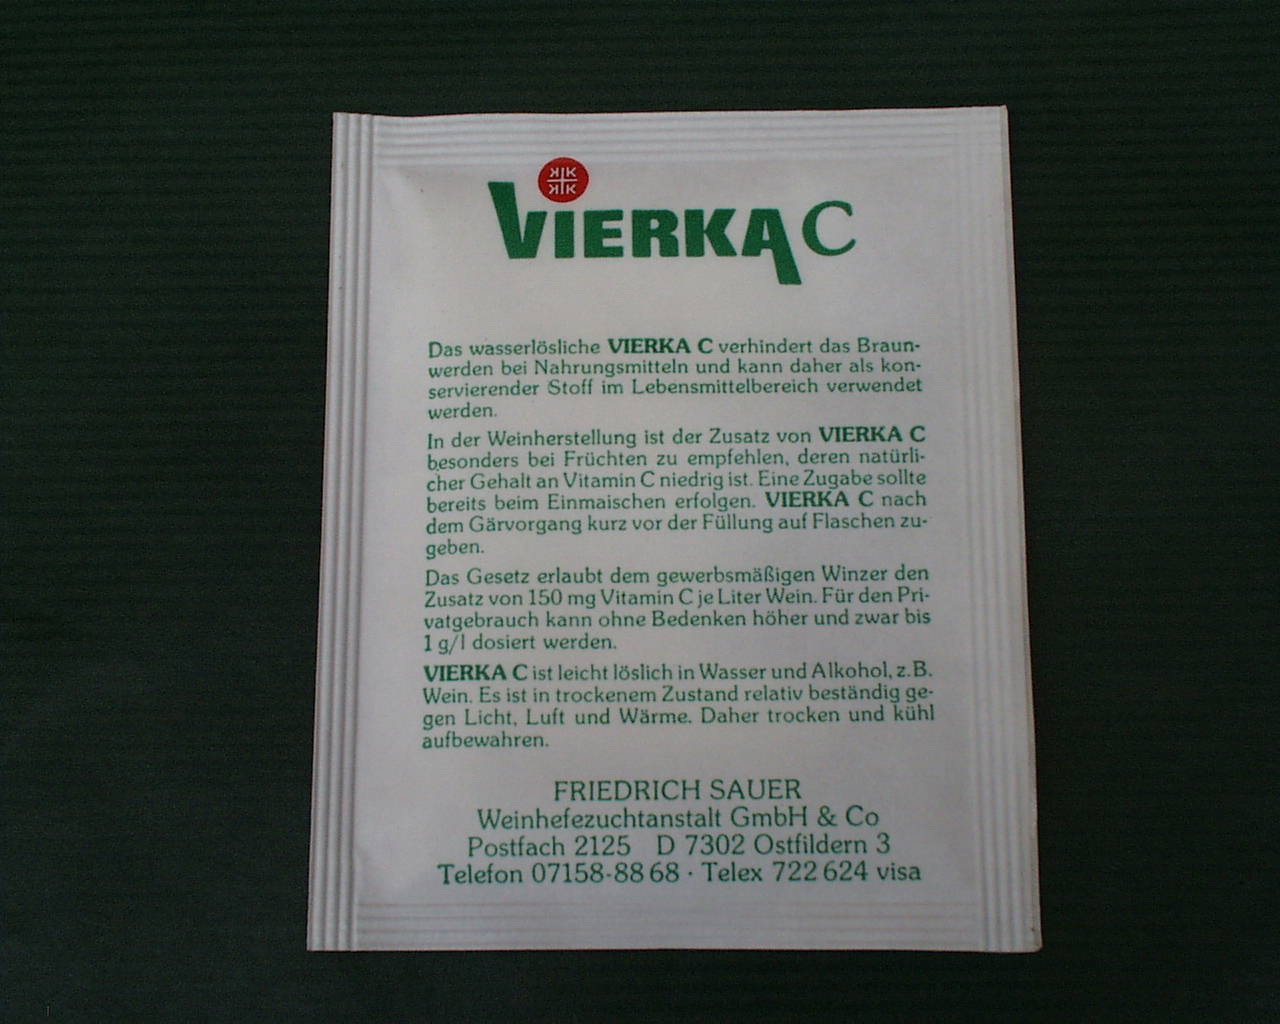 KK
KK
VIERKA C
Das wasserlösliche VIERKA C verhindert das Braun-
werden bei Nahrungsmitteln und kann daher als kon-
servierender Stoff im Lebensmittelbereich verwendet
werden.
In der Weinherstellung ist der Zusatz von VIERKA C
besonders bei Früchten zu empfehlen, deren natürli-
cher Gehalt an Vitamin C niedrig ist. Eine Zugabe sollte
bereits beim Einmaischen erfolgen. VIERKA C nach
dem Gärvorgang kurz vor der Füllung auf Flaschen zu-
geben.
Das Gesetz erlaubt dem gewerbsmäßigen Winzer den
Zusatz von 150 mg Vitamin C je Liter Wein. Für den Pri-
vatgebrauch kann ohne Bedenken höher und zwar bis
1 g/l dosiert werden.
VIERKA C ist leicht löslich in Wasser und Alkohol, z.B.
Wein. Es ist in trockenem Zustand relativ beständig ge-
gen Licht, Luft und Wärme. Daher trocken und kühl
aufbewahren.
FRIEDRICH SAUER
Weinhefezuchtanstalt GmbH & Co
Postfach 2125 D 7302 Ostfildern 3
Telefon 07158-88 68 · Telex 722 624 visa